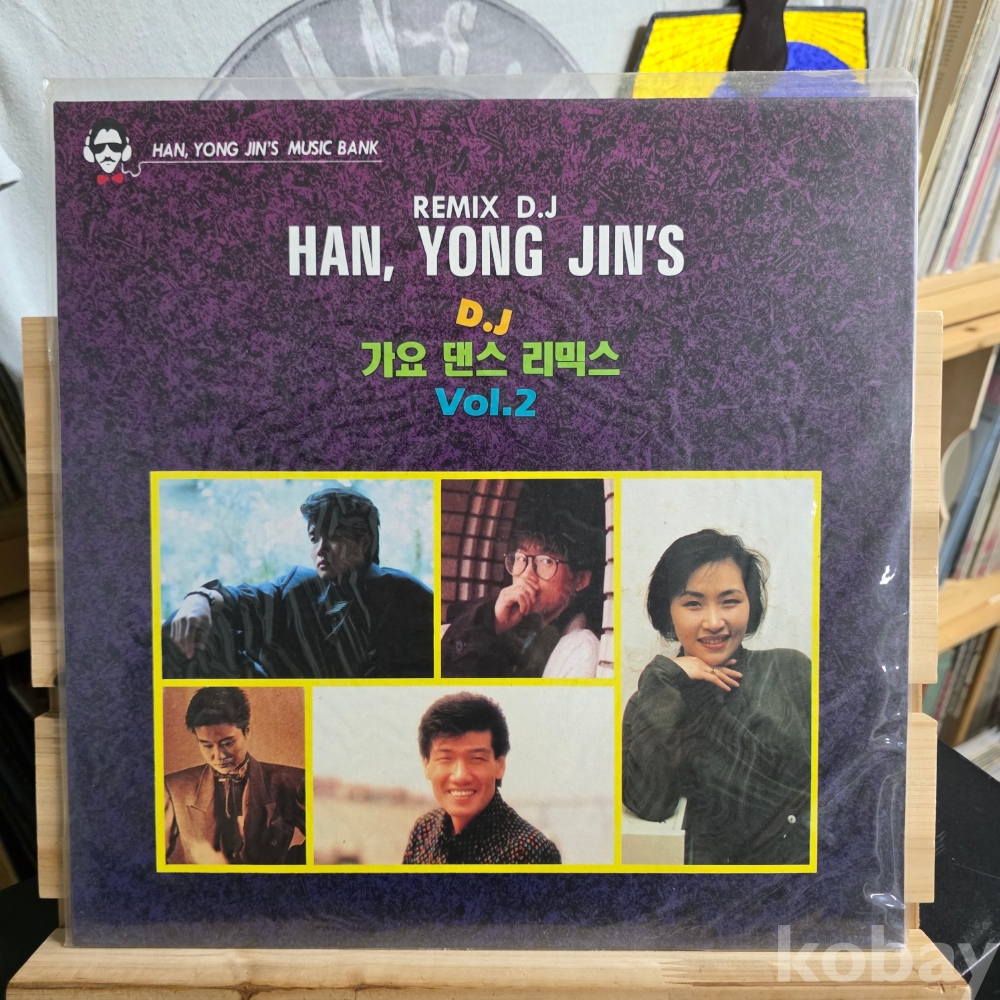 HAN, YONG JIN'S MUSIC BANK
REMIX D.J
HAN, YONG JIN'S
D.J
가요 댄스 리믹스
Vol.2
kobay